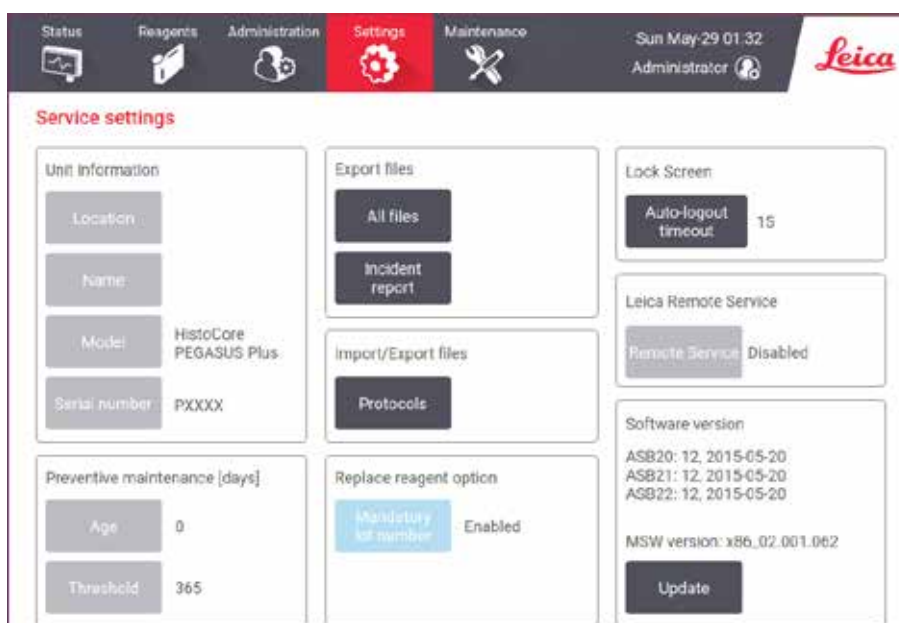 Status
Reagents
Administration
Settings
Maintenance
Sun May-29 01:32
Administrator
Leica
Service settings
Unit Information
Location
Name
Model
HistoCore
PEGASUS Plus
Serial number
PXXXX
Preventive maintenance [days]
Age
0
Threshold
365
Export files
All files
Incident
report
Import/Export files
Protocols
Replace reagent option
Mandatory
lot number
Enabled
Lock Screen
Auto-logout
timeout
15
Leica Remote Service
Remote Service
Disabled
Software version
ASB20: 12, 2015-05-20
ASB21: 12, 2015-05-20
ASB22: 12, 2015-05-20
MSW version: x86_02.001.062
Update